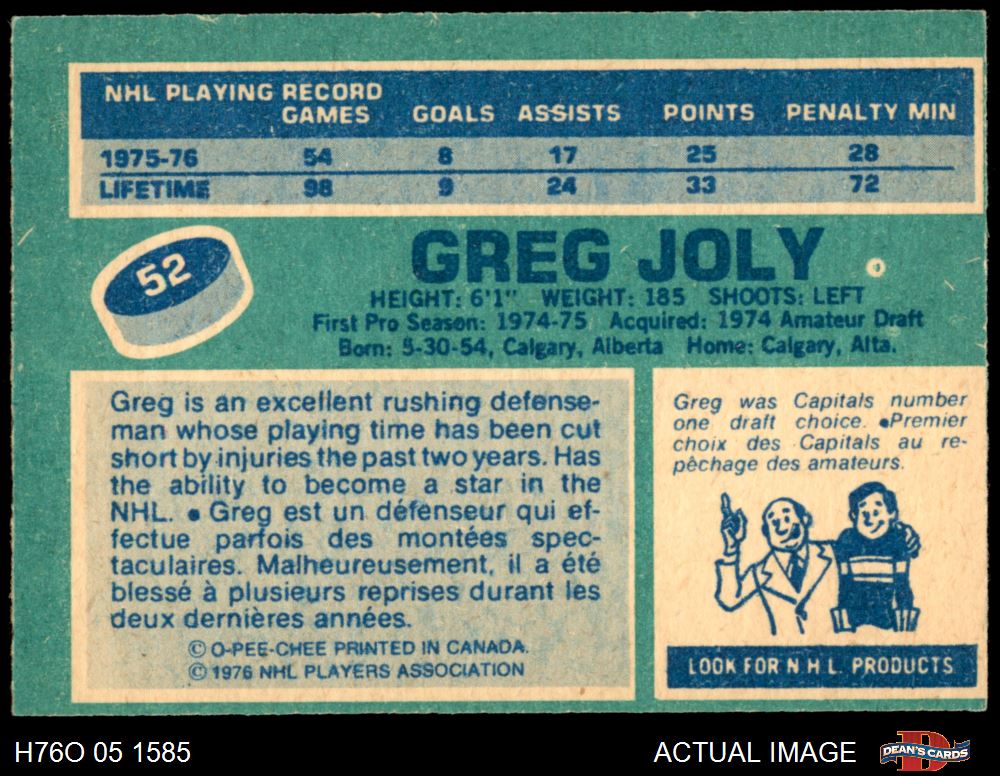 NHL PLAYING RECORD
GAMES GOALS ASSISTS POINTS PENALTY MIN
1975-76 54 8 17 25 28
LIFETIME 98 9 24 33 72
52
GREG JOLY
HEIGHT: 6'1" WEIGHT: 185 SHOOTS: LEFT
First Pro Season: 1974-75 Acquired: 1974 Amateur Draft
Born: 5-30-54, Calgary, Alberta Home: Calgary, Alta.
Greg is an excellent rushing defense-
man whose playing time has been cut
short by injuries the past two years. Has
the ability to become a star in the
NHL. • Greg est un défenseur qui ef-
fectue parfois des montées spec-
taculaires. Malheureusement, il a été
blessé à plusieurs reprises durant les
deux dernières années.
© O-PEE-CHEE PRINTED IN CANADA.
© 1976 NHL PLAYERS ASSOCIATION
Greg was Capitals number
one draft choice. •Premier
choix des Capitals au re-
pêchage des amateurs.
LOOK FOR N H L PRODUCTS
H76O 05 1585
ACTUAL IMAGE
DEAN'S CARDS